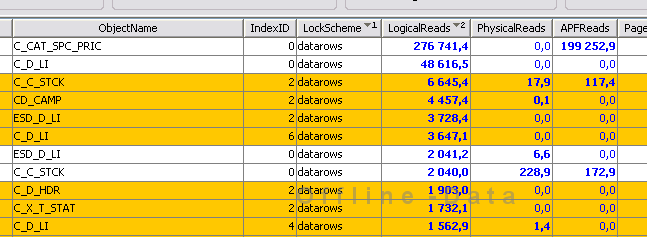 ObjectName IndexID LockScheme 1 LogicalReads 2 PhysicalReads APFReads Page
C_CAT_SPC_PRIC 0 datarows 276 741,4 0,0 199 252,9
C_D_LI 0 datarows 48 616,5 0,0 0,0
C_C_STCK 2 datarows 6 645,4 17,9 117,4
CD_CAMP 2 datarows 4 457,4 0,1 0,0
ESD_D_LI 2 datarows 3 728,4 0,0 0,0
C_D_LI 6 datarows 3 647,1 0,0 0,0
ESD_D_LI 0 datarows 2 041,2 6,6 0,0
C_C_STCK 0 datarows 2 040,0 228,9 172,9
C_D_HDR 2 datarows 1 903,0 0,0 0,0
Offline -Data
C_X_T_STAT 2 datarows 1 732,1 0,0 0,0
C_D_LI 4 datarows 1 562,9 1,4 0,0